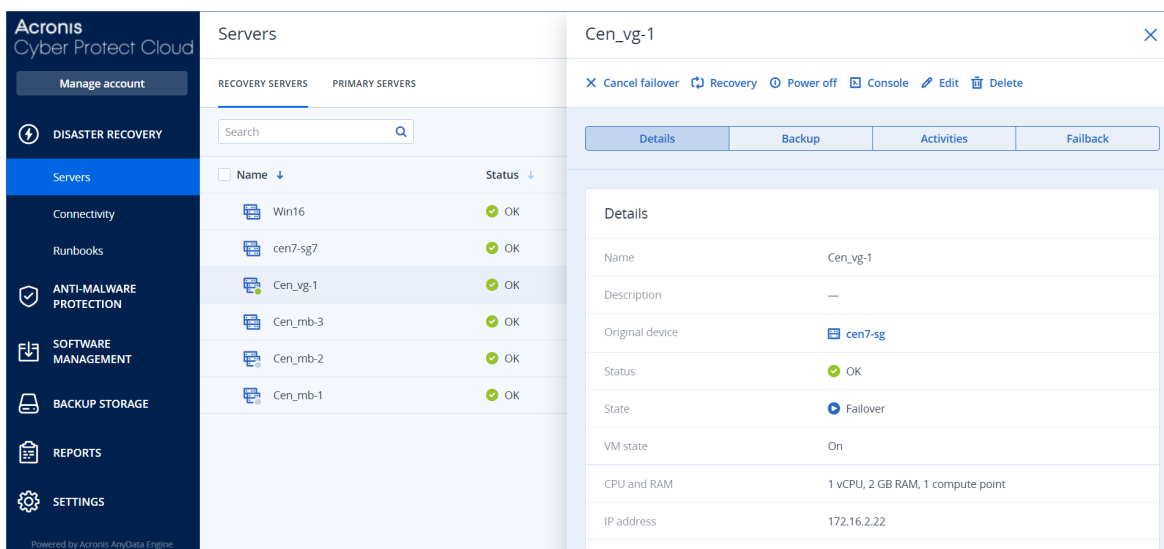 Acronis
Cyber Protect Cloud
Manage account
DISASTER RECOVERY
Servers
Connectivity
Runbooks
ANTI-MALWARE
PROTECTION
SOFTWARE
MANAGEMENT
BACKUP STORAGE
REPORTS
SETTINGS
Powered by Acronis AnyData Engine
Servers
RECOVERY SERVERS PRIMARY SERVERS
Search
Name Status
Win16 OK
cen7-sg7 OK
Cen_vg-1 OK
Cen_mb-3 OK
Cen_mb-2 OK
Cen_mb-1 OK
Cen_vg-1
Cancel failover Recovery Power off Console Edit Delete
Details Backup Activities Failback
Details
Name Cen_vg-1
Description —
Original device cen7-sg
Status OK
State Failover
VM state On
CPU and RAM 1 vCPU, 2 GB RAM, 1 compute point
IP address 172.16.2.22